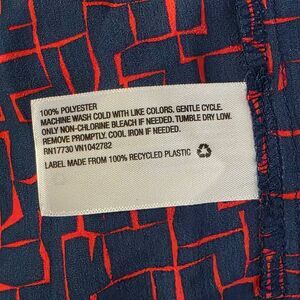 100% POLYESTER
MACHINE WASH COLD WITH LIKE COLORS. GENTLE CYCLE.
ONLY NON-CHLORINE BLEACH IF NEEDED. TUMBLE DRY LOW.
REMOVE PROMPTLY. COOL IRON IF NEEDED.
RN17730 VN1042782
LABEL MADE FROM 100% RECYCLED PLASTIC